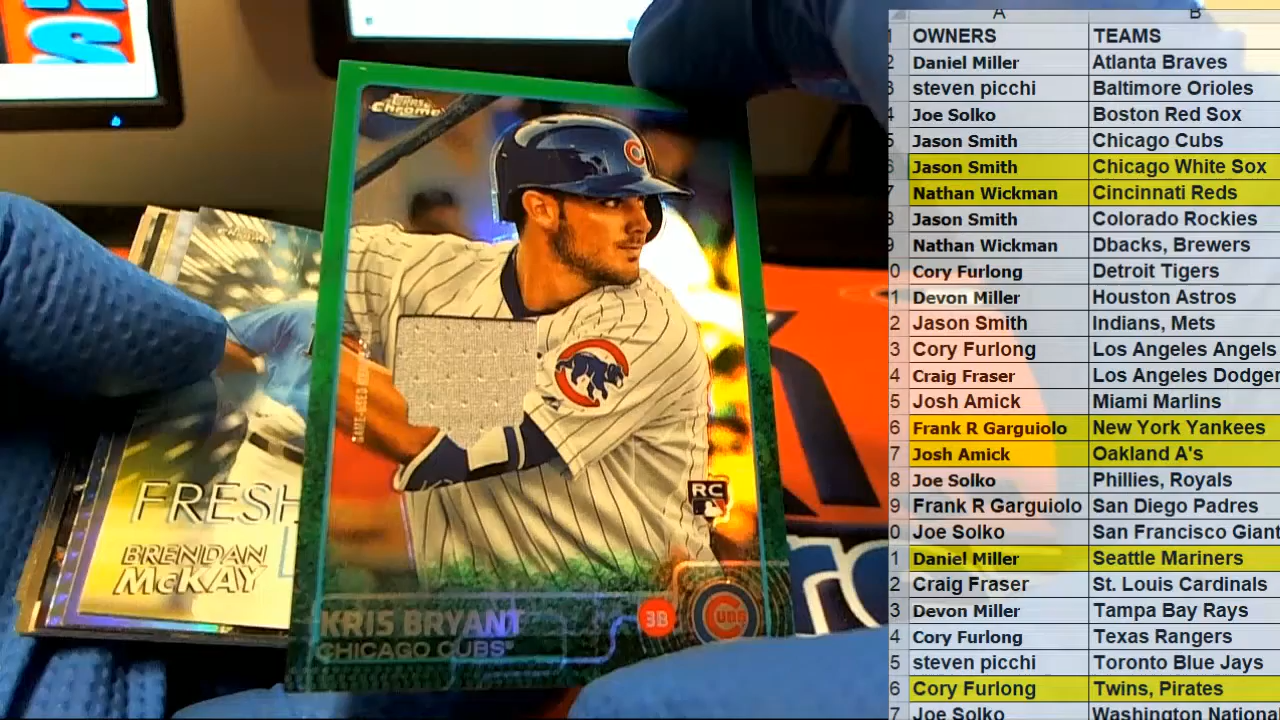 Topps
Chrome
C
GAME-USED
RC
KRIS BRYANT
3B
CUBS
CHICAGO CUBS
FRESH
BRENDAN
McKAY
A B
1 OWNERS TEAMS
2 Daniel Miller Atlanta Braves
3 steven picchi Baltimore Orioles
4 Joe Solko Boston Red Sox
5 Jason Smith Chicago Cubs
6 Jason Smith Chicago White Sox
7 Nathan Wickman Cincinnati Reds
8 Jason Smith Colorado Rockies
9 Nathan Wickman Dbacks, Brewers
0 Cory Furlong Detroit Tigers
1 Devon Miller Houston Astros
2 Jason Smith Indians, Mets
3 Cory Furlong Los Angeles Angels
4 Craig Fraser Los Angeles Dodger
5 Josh Amick Miami Marlins
6 Frank R Garguiolo New York Yankees
7 Josh Amick Oakland A's
8 Joe Solko Phillies, Royals
9 Frank R Garguiolo San Diego Padres
0 Joe Solko San Francisco Giant
1 Daniel Miller Seattle Mariners
2 Craig Fraser St. Louis Cardinals
3 Devon Miller Tampa Bay Rays
4 Cory Furlong Texas Rangers
5 steven picchi Toronto Blue Jays
6 Cory Furlong Twins, Pirates
7 Joe Solko Washington National